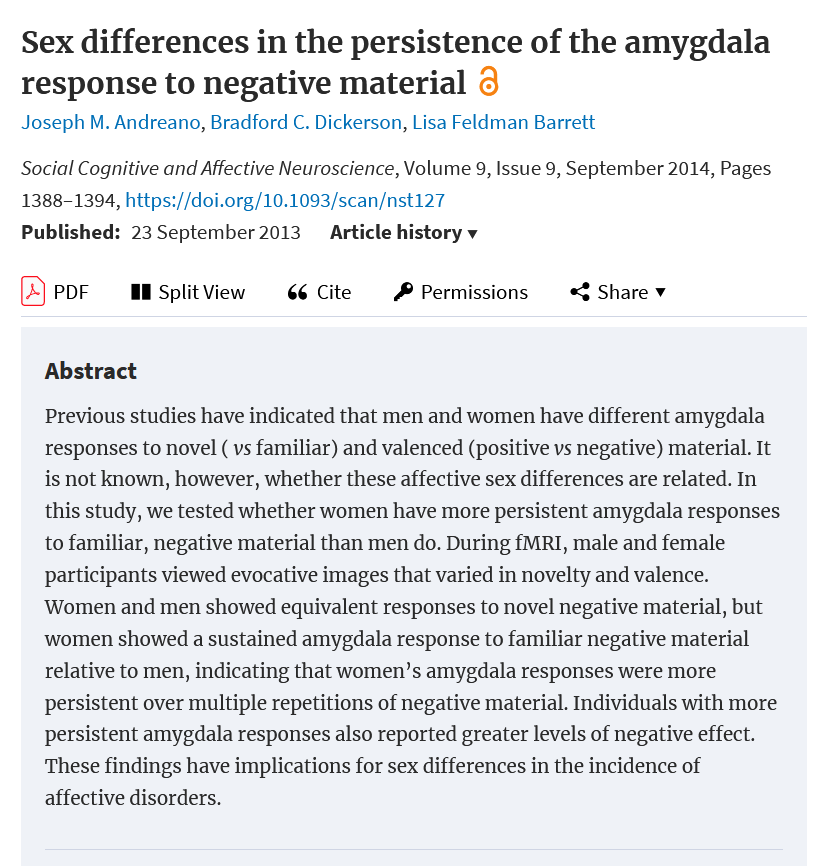 Sex differences in the persistence of the amygdala
response to negative material
Joseph M. Andreano, Bradford C. Dickerson, Lisa Feldman Barrett
Social Cognitive and Affective Neuroscience, Volume 9, Issue 9, September 2014, Pages
1388–1394, https://doi.org/10.1093/scan/nst127
Published: 23 September 2013 Article history ▼
PDF Split View Cite Permissions Share ▼
Abstract
Previous studies have indicated that men and women have different amygdala
responses to novel ( vs familiar) and valenced (positive vs negative) material. It
is not known, however, whether these affective sex differences are related. In
this study, we tested whether women have more persistent amygdala responses
to familiar, negative material than men do. During fMRI, male and female
participants viewed evocative images that varied in novelty and valence.
Women and men showed equivalent responses to novel negative material, but
women showed a sustained amygdala response to familiar negative material
relative to men, indicating that women’s amygdala responses were more
persistent over multiple repetitions of negative material. Individuals with more
persistent amygdala responses also reported greater levels of negative effect.
These findings have implications for sex differences in the incidence of
affective disorders.